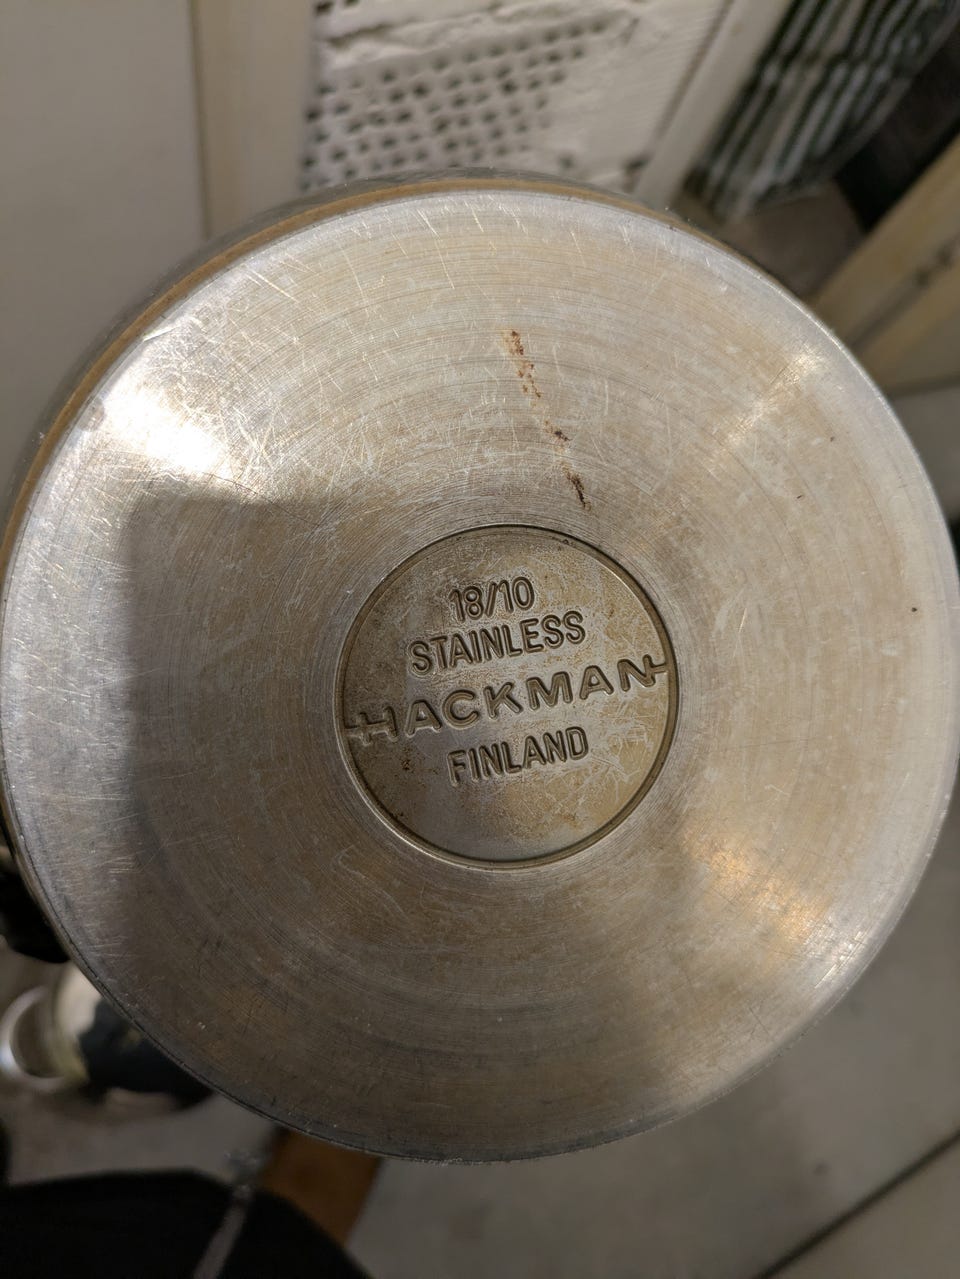 18/10
STAINLESS
HACKMAN
FINLAND